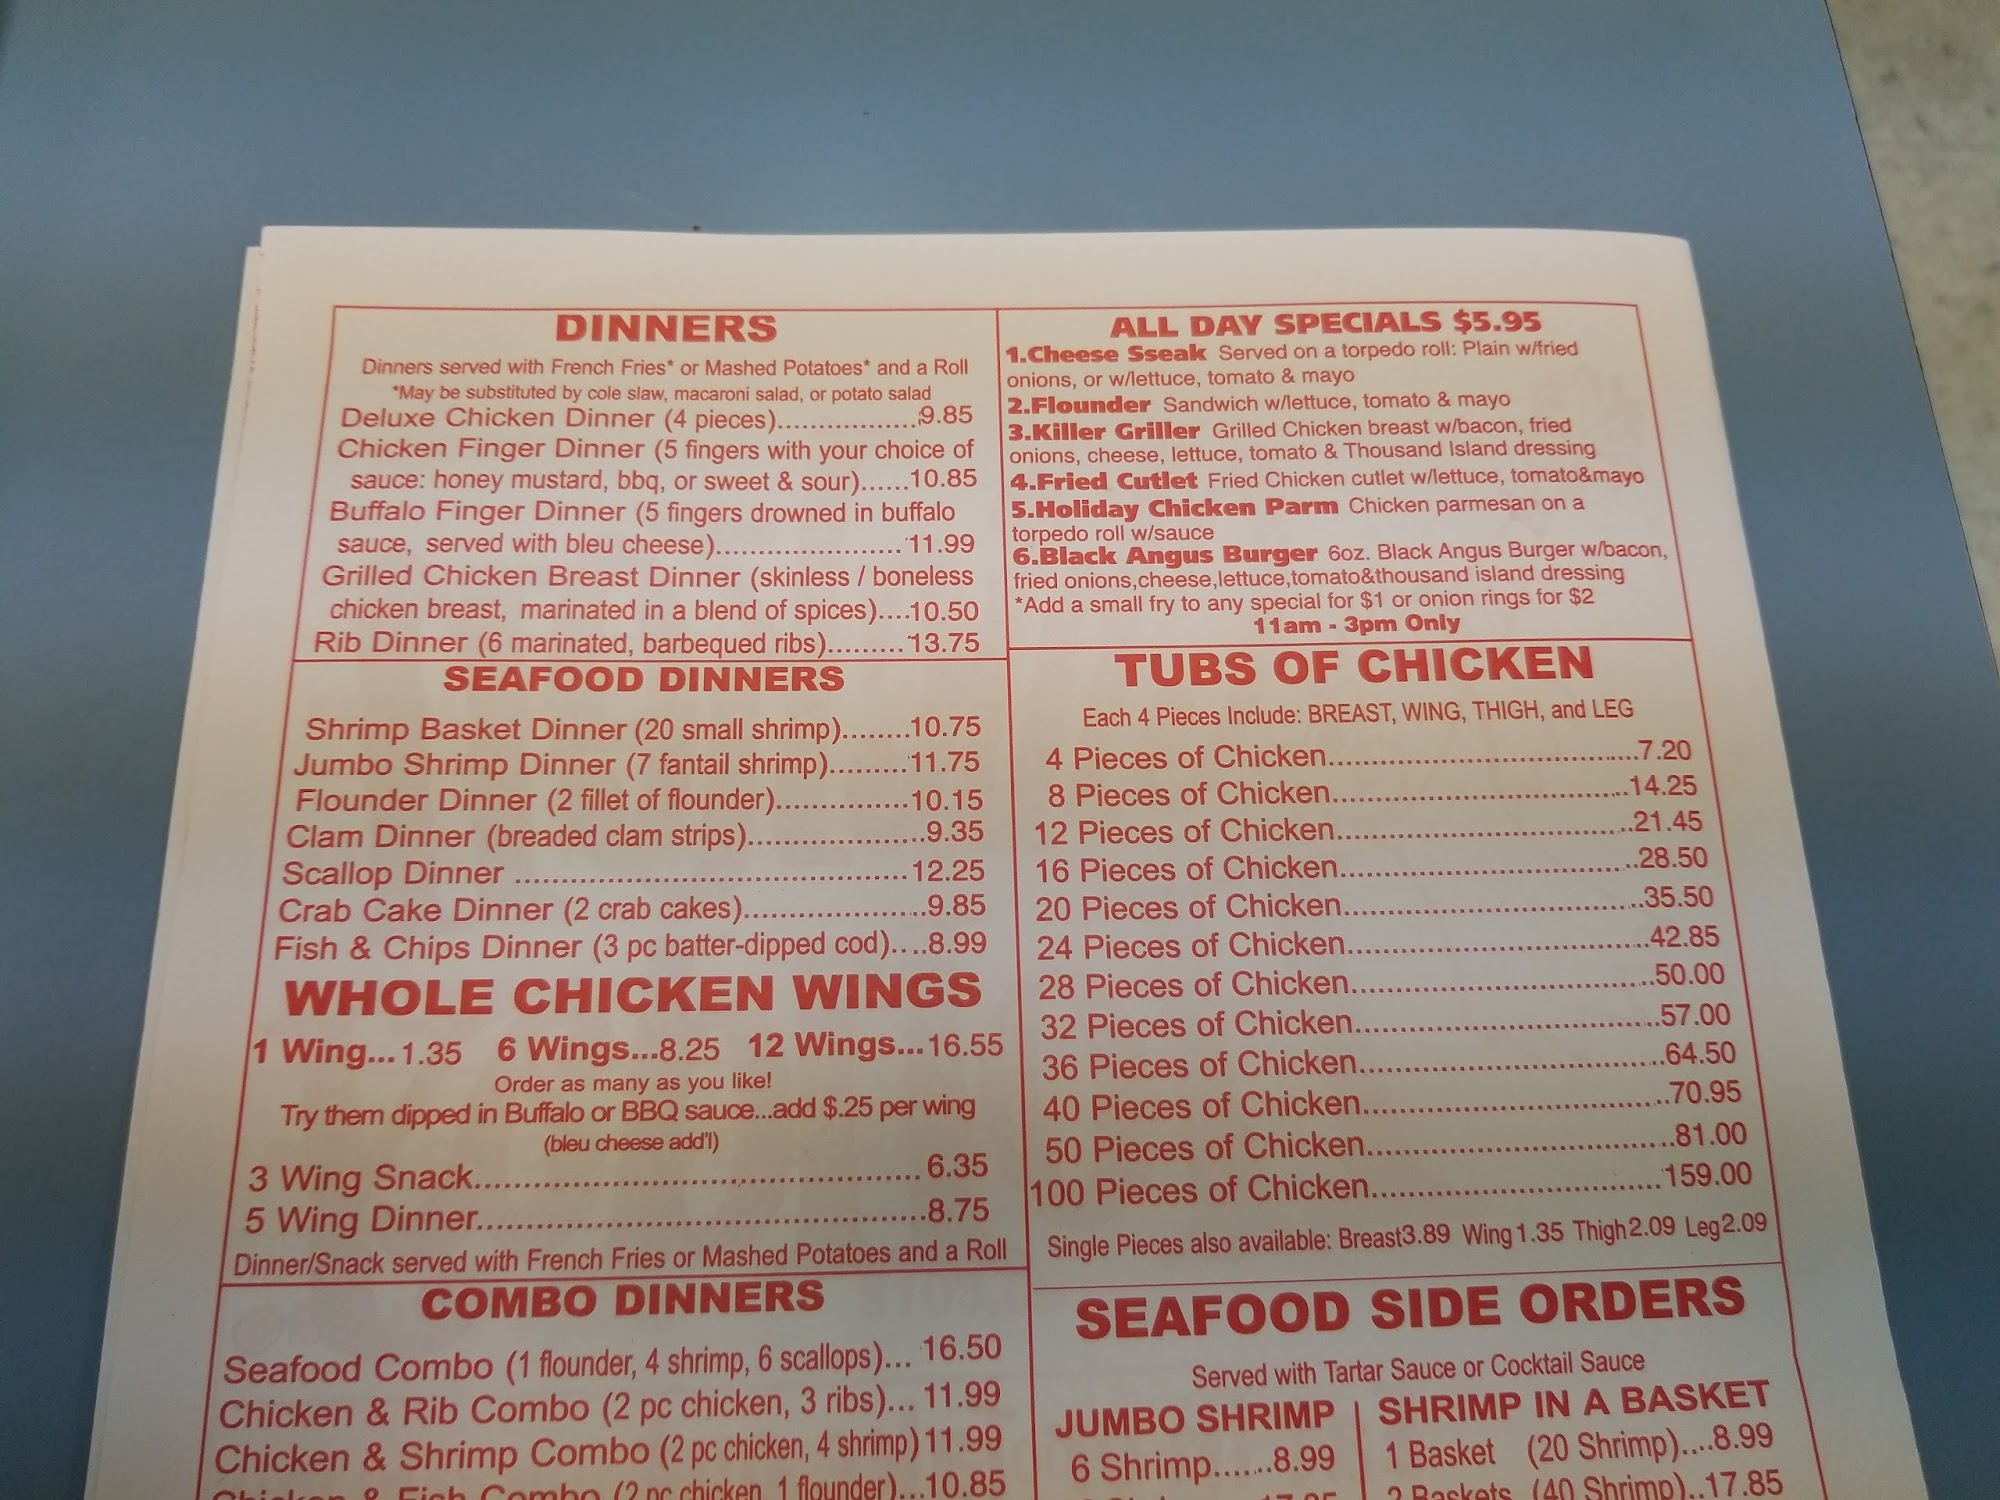 DINNERS
Dinners served with French Fries* or Mashed Potatoes* and a Roll
*May be substituted by cole slaw, macaroni salad, or potato salad
Deluxe Chicken Dinner (4 pieces)..................9.85
Chicken Finger Dinner (5 fingers with your choice of
sauce: honey mustard, bbq, or sweet & sour)......10.85
Buffalo Finger Dinner (5 fingers drowned in buffalo
sauce, served with bleu cheese)........................11.99
Grilled Chicken Breast Dinner (skinless / boneless
chicken breast, marinated in a blend of spices)....10.50
Rib Dinner (6 marinated, barbequed ribs)..........13.75
SEAFOOD DINNERS
Shrimp Basket Dinner (20 small shrimp)........10.75
Jumbo Shrimp Dinner (7 fantail shrimp).........11.75
Flounder Dinner (2 fillet of flounder)...............10.15
Clam Dinner (breaded clam strips)....................9.35
Scallop Dinner ............................................12.25
Crab Cake Dinner (2 crab cakes).....................9.85
Fish & Chips Dinner (3 pc batter-dipped cod)....8.99
WHOLE CHICKEN WINGS
1 Wing...1.35 6 Wings...8.25 12 Wings...16.55
Order as many as you like!
Try them dipped in Buffalo or BBQ sauce...add $.25 per wing
(bleu cheese add'l)
3 Wing Snack.................................................. 6.35
5 Wing Dinner..................................................8.75
Dinner/Snack served with French Fries or Mashed Potatoes and a Roll
COMBO DINNERS
Seafood Combo (1 flounder, 4 shrimp, 6 scallops)... 16.50
Chicken & Rib Combo (2 pc chicken, 3 ribs)... 11.99
Chicken & Shrimp Combo (2 pc chicken, 4 shrimp) 11.99
Chicken & Fish Combo (2 pc chicken, 1 flounder)...10.85
ALL DAY SPECIALS $5.95
1.Cheese Sseak Served on a torpedo roll: Plain w/fried
onions, or w/lettuce, tomato & mayo
2.Flounder Sandwich w/lettuce, tomato & mayo
3.Killer Griller Grilled Chicken breast w/bacon, fried
onions, cheese, lettuce, tomato & Thousand Island dressing
4.Fried Cutlet Fried Chicken cutlet w/lettuce, tomato&mayo
5.Holiday Chicken Parm Chicken parmesan on a
torpedo roll w/sauce
6.Black Angus Burger 6oz. Black Angus Burger w/bacon,
fried onions,cheese,lettuce,tomato&thousand island dressing
*Add a small fry to any special for $1 or onion rings for $2
11am - 3pm Only
TUBS OF CHICKEN
Each 4 Pieces Include: BREAST, WING, THIGH, and LEG
4 Pieces of Chicken.......................................7.20
8 Pieces of Chicken.....................................14.25
12 Pieces of Chicken.....................................21.45
16 Pieces of Chicken.....................................28.50
20 Pieces of Chicken.....................................35.50
24 Pieces of Chicken.....................................42.85
28 Pieces of Chicken.....................................50.00
32 Pieces of Chicken.....................................57.00
36 Pieces of Chicken.....................................64.50
40 Pieces of Chicken.....................................70.95
50 Pieces of Chicken.....................................81.00
100 Pieces of Chicken...................................159.00
Single Pieces also available: Breast3.89 Wing1.35 Thigh2.09 Leg2.09
SEAFOOD SIDE ORDERS
Served with Tartar Sauce or Cocktail Sauce
JUMBO SHRIMP
6 Shrimp.......8.99
SHRIMP IN A BASKET
1 Basket (20 Shrimp)....8.99
2 Baskets (40 Shrimp)..17.85